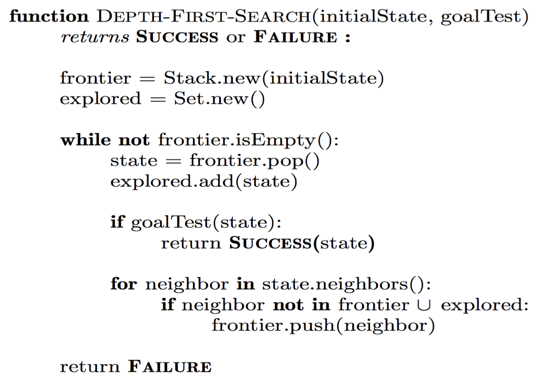 function DEPTH-FIRST-SEARCH(initialState, goalTest)
returns SUCCESS or FAILURE :
frontier = Stack.new(initialState)
explored = Set.new()
while not frontier.isEmpty():
state = frontier.pop()
explored.add(state)
if goalTest(state):
return SUCCESS(state)
for neighbor in state.neighbors():
if neighbor not in frontier ∪ explored:
frontier.push(neighbor)
return FAILURE